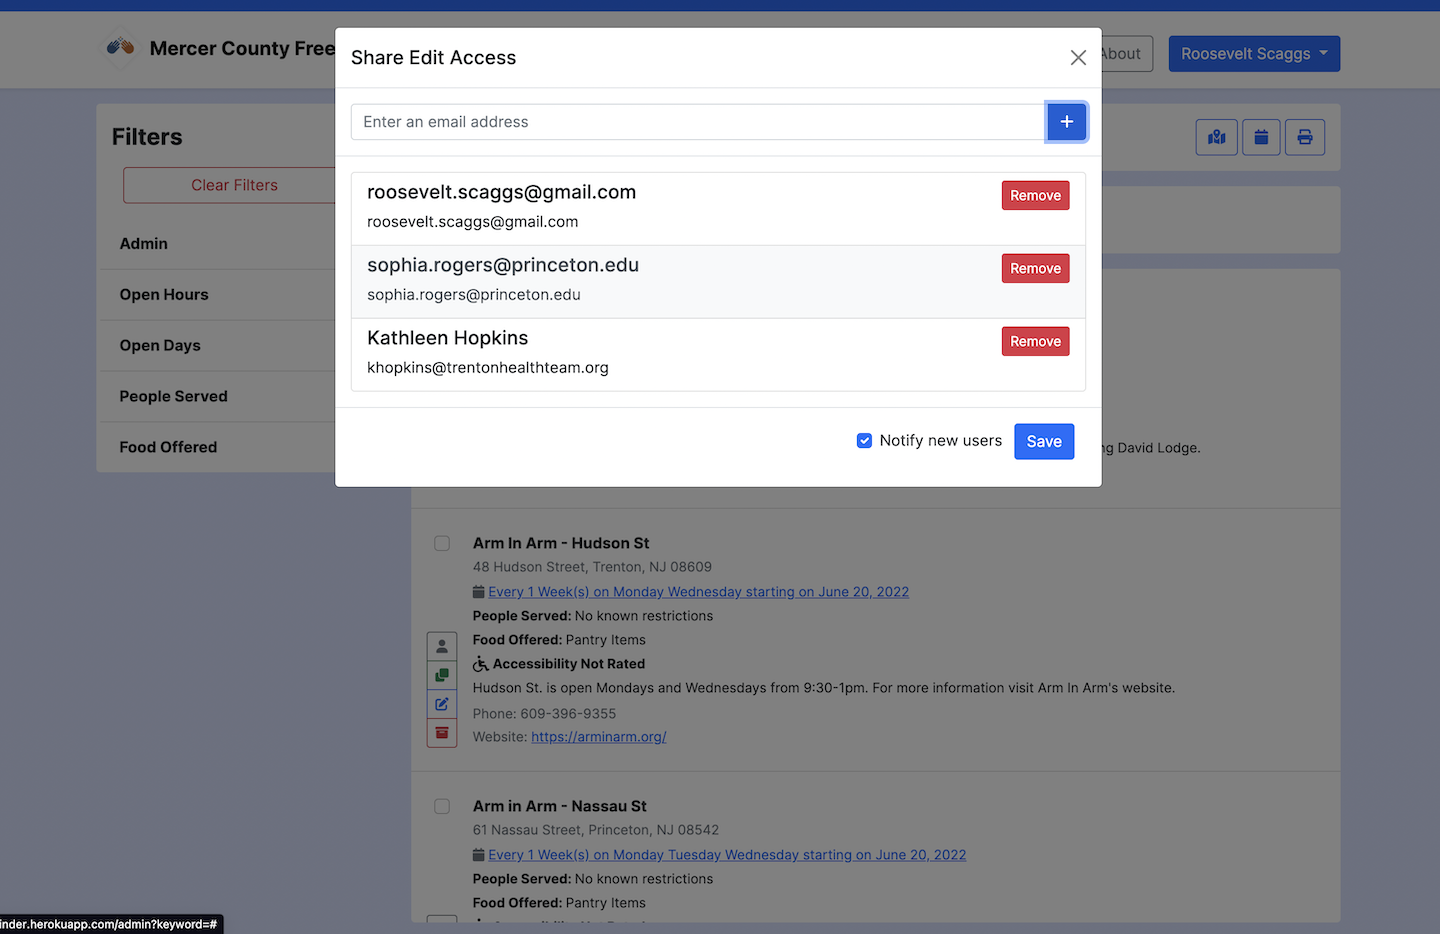 Mercer County Free
About
Roosevelt Scaggs
Share Edit Access
Enter an email address
+
roosevelt.scaggs@gmail.com
Remove
roosevelt.scaggs@gmail.com
sophia.rogers@princeton.edu
Remove
sophia.rogers@princeton.edu
Kathleen Hopkins
Remove
khopkins@trentonhealthteam.org
Notify new users
Save
Filters
Clear Filters
Admin
Open Hours
Open Days
People Served
Food Offered
David Lodge.
Arm In Arm - Hudson St
48 Hudson Street, Trenton, NJ 08609
Every 1 Week(s) on Monday Wednesday starting on June 20, 2022
People Served: No known restrictions
Food Offered: Pantry Items
Accessibility Not Rated
Hudson St. is open Mondays and Wednesdays from 9:30-1pm. For more information visit Arm In Arm's website.
Phone: 609-396-9355
Website: https://arminarm.org/
Arm in Arm - Nassau St
61 Nassau Street, Princeton, NJ 08542
Every 1 Week(s) on Monday Tuesday Wednesday starting on June 20, 2022
People Served: No known restrictions
Food Offered: Pantry Items
inder.herokuapp.com/admin?keyword=#